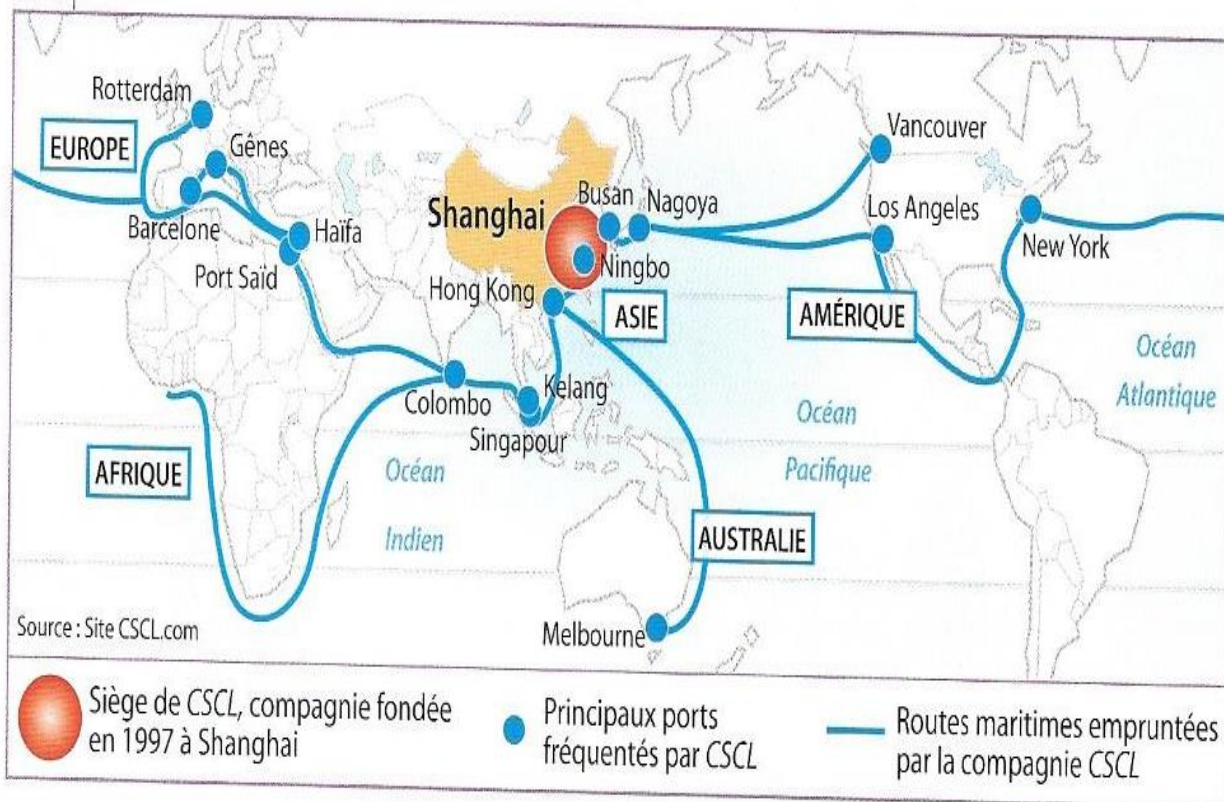 Rotterdam
EUROPE
Gênes
Barcelone
Haïfa
Port Saïd
Shanghai
Busan
Nagoya
Ningbo
Hong Kong
ASIE
Vancouver
Los Angeles
New York
AMÉRIQUE
Océan
Atlantique
Colombo
Kelang
Singapour
Océan
Pacifique
AFRIQUE
Océan
Indien
AUSTRALIE
Melbourne
Source : Site CSCL.com
Siège de CSCL, compagnie fondée
en 1997 à Shanghai
Principaux ports
fréquentés par CSCL
Routes maritimes empruntées
par la compagnie CSCL